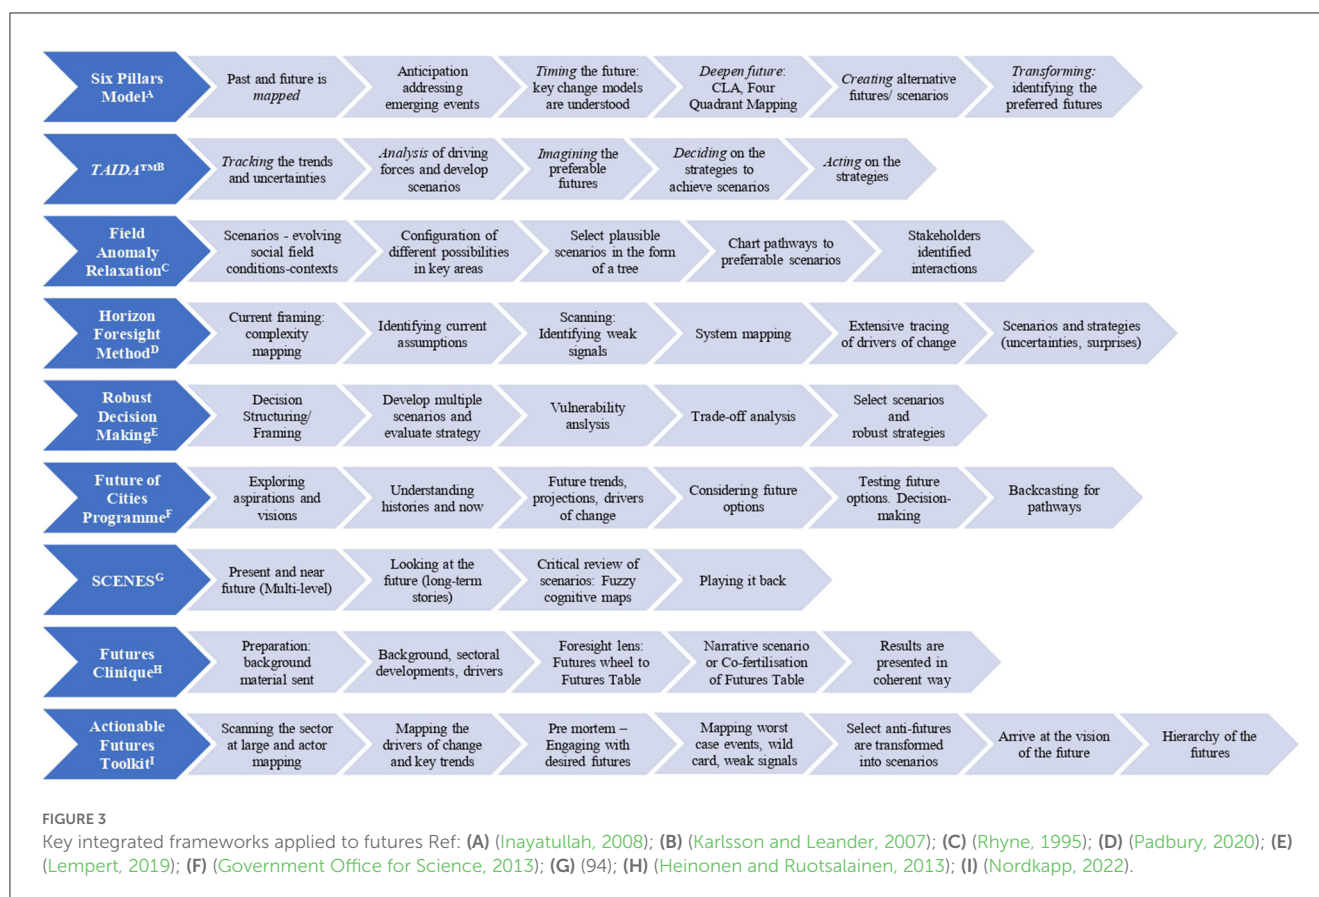 Six Pillars
Model^A
Past and future is
mapped
Anticipation
addressing
emerging events
Timing the future:
key change models
are understood
Deepen future:
CLA, Four
Quadrant Mapping
Creating alternative
futures/ scenarios
Transforming:
identifying the
preferred futures
TAIDA™^B
Tracking the trends
and uncertainties
Analysis of driving
forces and develop
scenarios
Imagining the
preferable
futures
Deciding on the
strategies to
achieve scenarios
Acting on the
strategies
Field
Anomaly
Relaxation^C
Scenarios - evolving
social field
conditions-contexts
Configuration of
different possibilities
in key areas
Select plausible
scenarios in the form
of a tree
Chart pathways to
preferrable scenarios
Stakeholders
identified
interactions
Horizon
Foresight
Method^D
Current framing:
complexity
mapping
Identifying current
assumptions
Scanning:
Identifying weak
signals
System mapping
Extensive tracing
of drivers of change
Scenarios and strategies
(uncertainties, surprises)
Robust
Decision
Making^E
Decision
Structuring/
Framing
Develop multiple
scenarios and
evaluate strategy
Vulnerability
anslysis
Trade-off analysis
Select scenarios
and
robust strategies
Future of
Cities
Programme^F
Exploring
aspirations and
visions
Understanding
histories and now
Future trends,
projections, drivers
of change
Considering future
options
Testing future
options. Decision-
making
Backcasting for
pathways
SCENES^G
Present and near
future (Multi-level)
Looking at the
future (long-term
stories)
Critical review of
scenarios: Fuzzy
cognitive maps
Playing it back
Futures
Clinique^H
Preparation:
background
material sent
Background, sectoral
developments, drivers
Foresight lens:
Futures wheel to
Futures Table
Narrative scenario
or Co-fertilisation
of Futures Table
Results are
presented in
coherent way
Actionable
Futures
Toolkit^I
Scanning the sector
at large and actor
mapping
Mapping the
drivers of change
and key trends
Pre mortem –
Engaging with
desired futures
Mapping worst
case events, wild
card, weak signals
Select anti-futures
are transformed
into scenarios
Arrive at the vision
of the future
Hierarchy of the
futures
FIGURE 3
Key integrated frameworks applied to futures Ref: (A) (Inayatullah, 2008); (B) (Karlsson and Leander, 2007); (C) (Rhyne, 1995); (D) (Padbury, 2020); (E)
(Lempert, 2019); (F) (Government Office for Science, 2013); (G) (94); (H) (Heinonen and Ruotsalainen, 2013); (I) (Nordkapp, 2022).